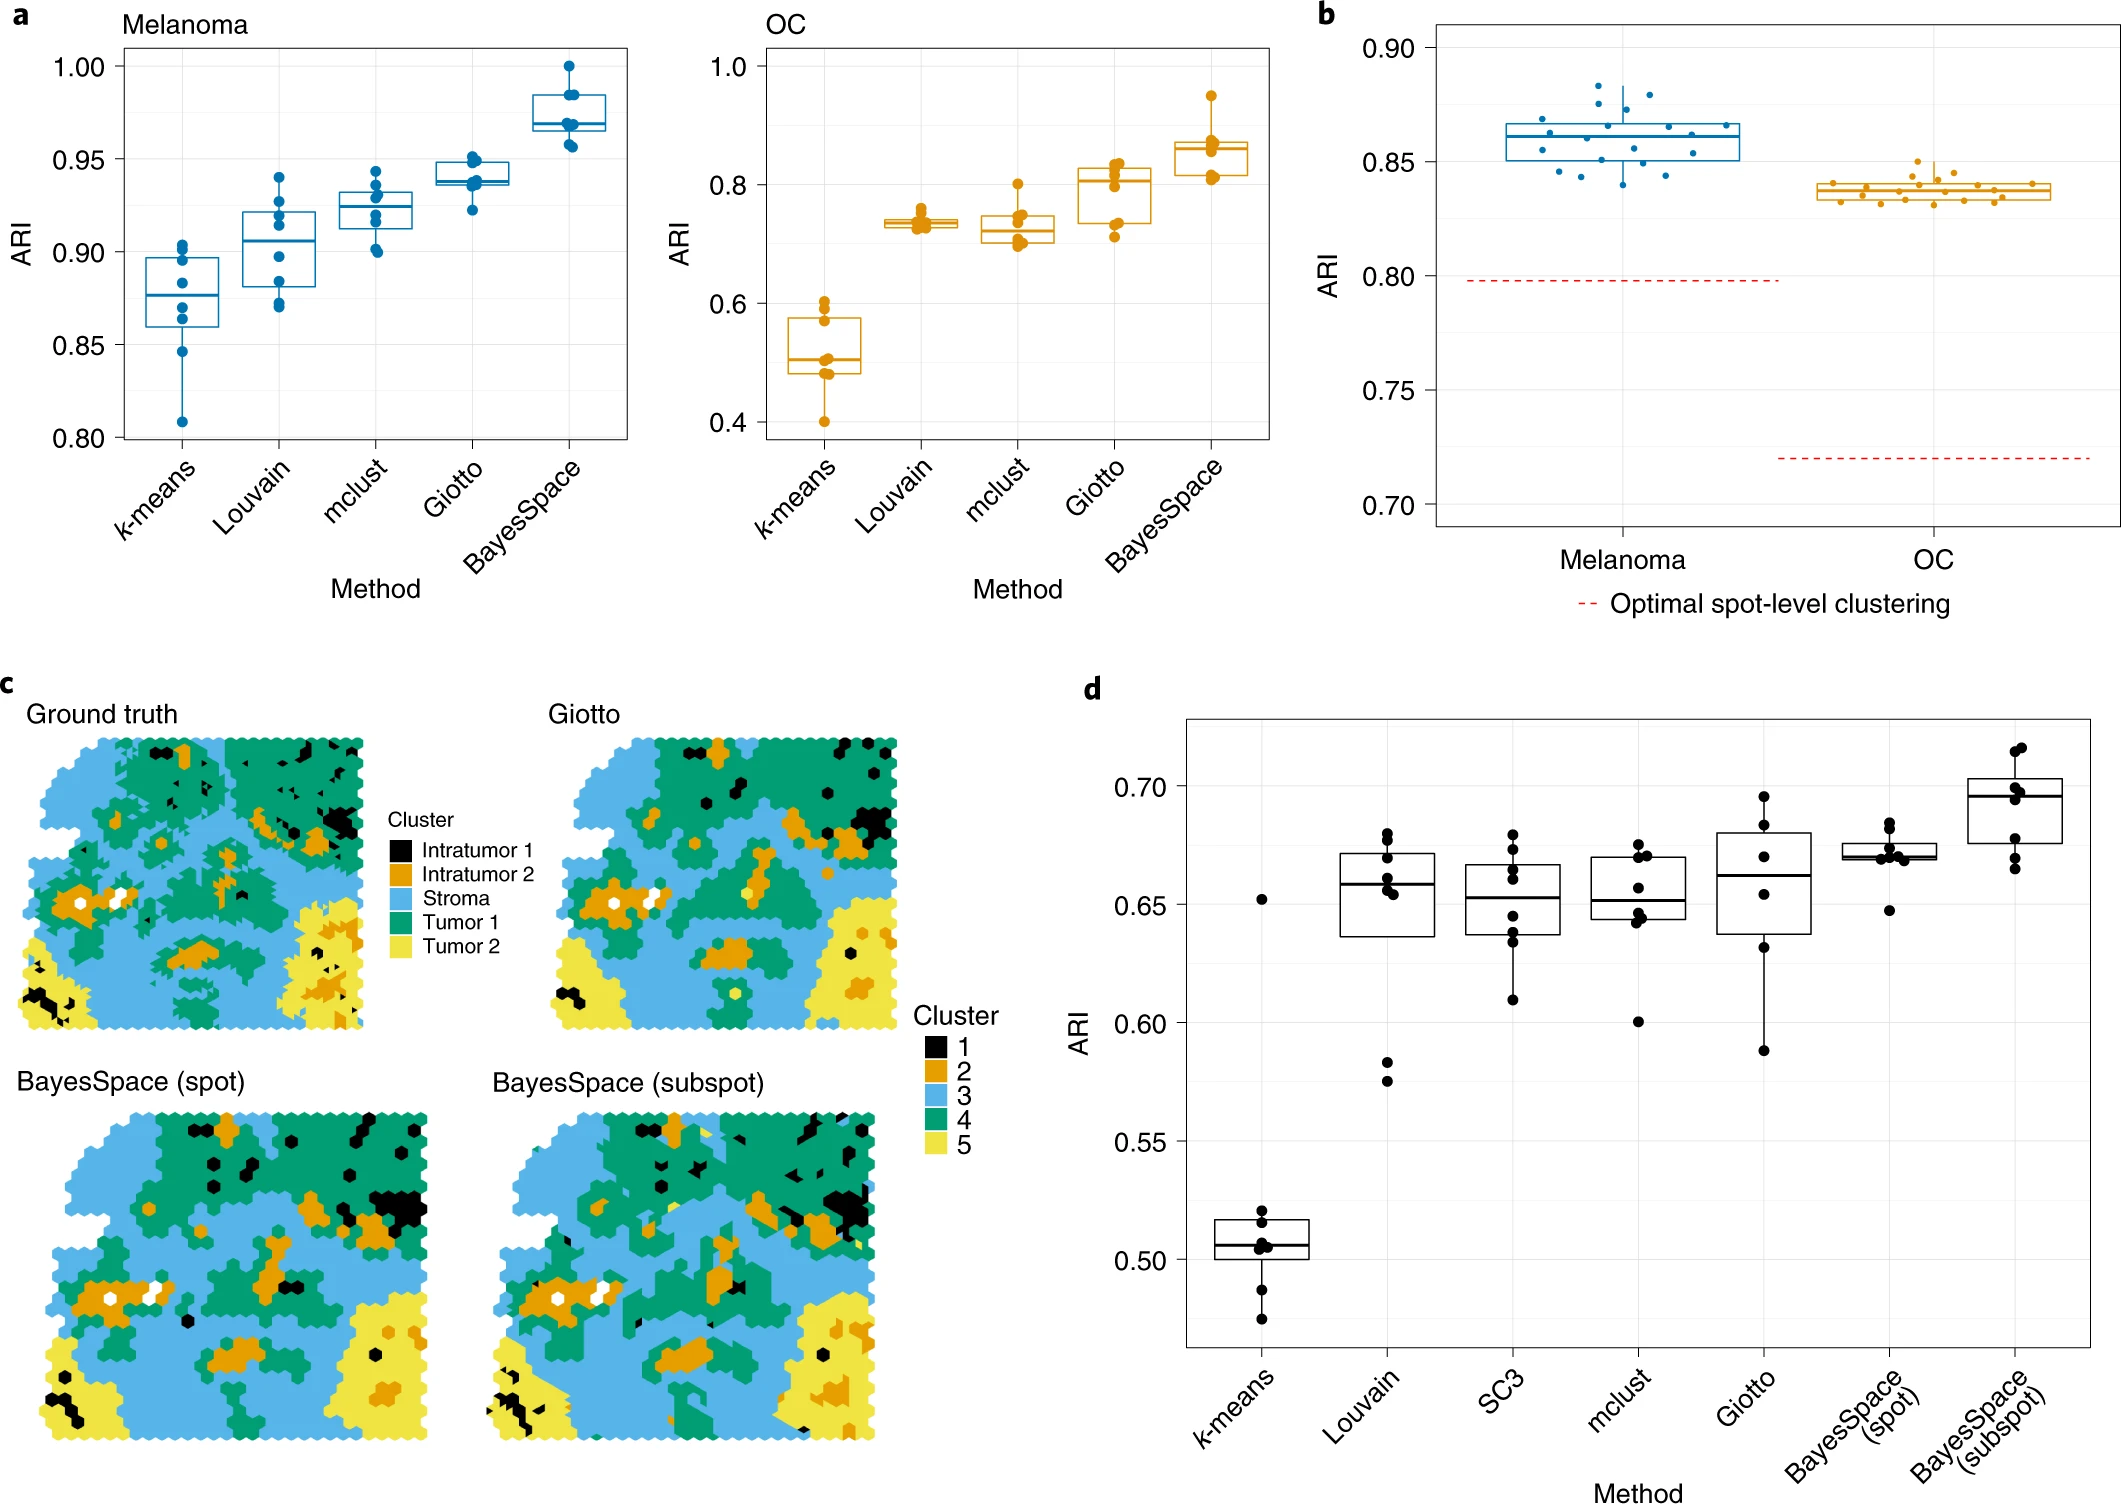 a
Melanoma
1.00
0.95
0.90
0.85
0.80
ARI
k-means
Louvain
mclust
Giotto
BayesSpace
Method
OC
1.0
0.8
0.6
0.4
ARI
k-means
Louvain
mclust
Giotto
BayesSpace
Method
b
0.90
0.85
0.80
0.75
0.70
ARI
Melanoma
OC
Optimal spot-level clustering
c
Ground truth
Giotto
Cluster
Intratumor 1
Intratumor 2
Stroma
Tumor 1
Tumor 2
BayesSpace (spot)
BayesSpace (subspot)
Cluster
1
2
3
4
5
d
0.70
0.65
0.60
0.55
0.50
ARI
k-means
Louvain
SC3
mclust
Giotto
BayesSpace
(spot)
BayesSpace
(subspot)
Method